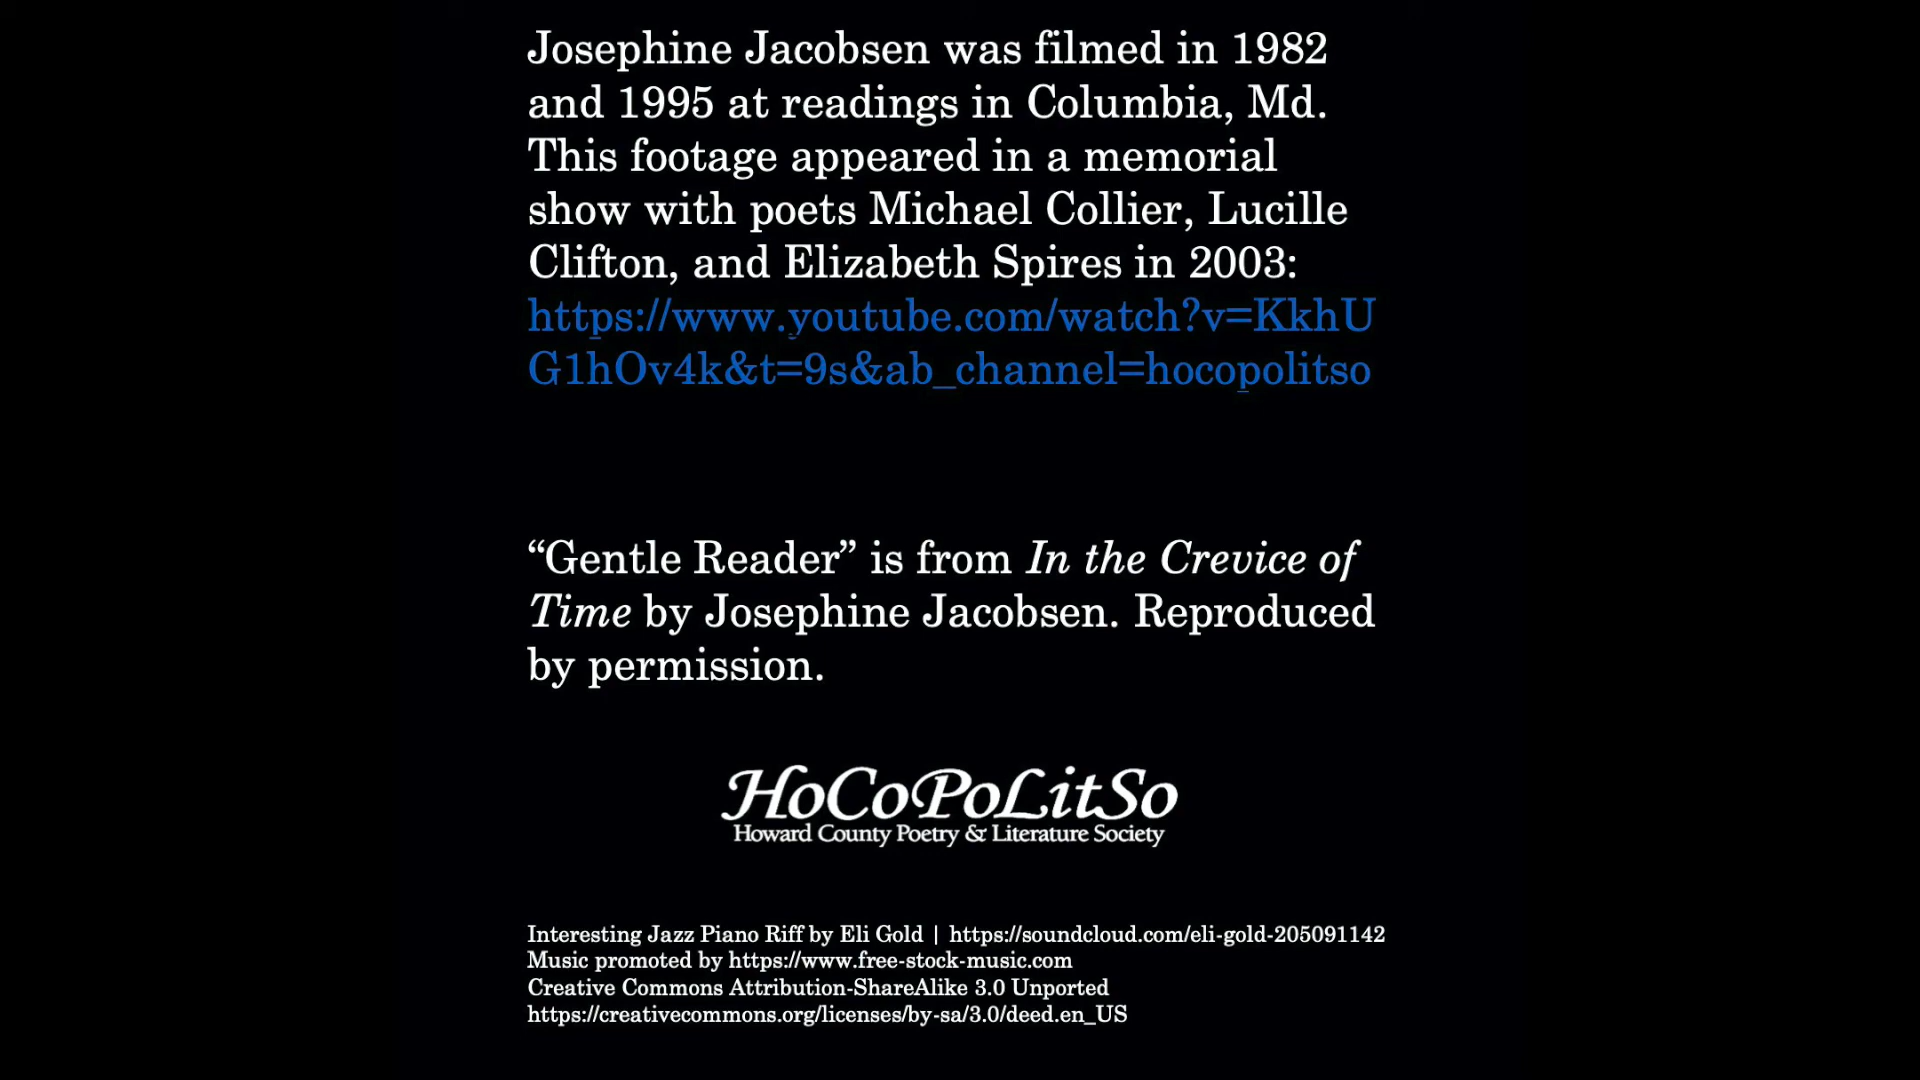 Josephine Jacobsen was filmed in 1982
and 1995 at readings in Columbia, Md.
This footage appeared in a memorial
show with poets Michael Collier, Lucille
Clifton, and Elizabeth Spires in 2003:
https://www.youtube.com/watch?v=KkhU
G1hOv4k&t=9s&ab_channel=hocopolitso
“Gentle Reader” is from In the Crevice of
Time by Josephine Jacobsen. Reproduced
by permission.
HoCoPoLitSo
Howard County Poetry & Literature Society
Interesting Jazz Piano Riff by Eli Gold | https://soundcloud.com/eli-gold-205091142
Music promoted by https://www.free-stock-music.com
Creative Commons Attribution-ShareAlike 3.0 Unported
https://creativecommons.org/licenses/by-sa/3.0/deed.en_US